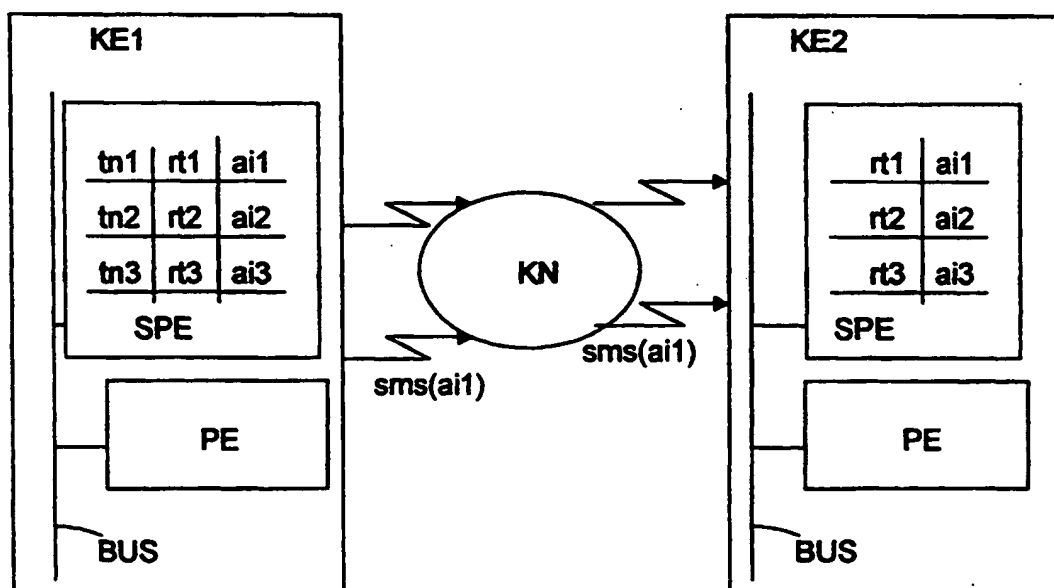 KE1
tn1 rt1 ai1
tn2 rt2 ai2
tn3 rt3 ai3
SPE
PE
BUS
KN
sms(ai1)
sms(ai1)
KE2
rt1 ai1
rt2 ai2
rt3 ai3
SPE
PE
BUS